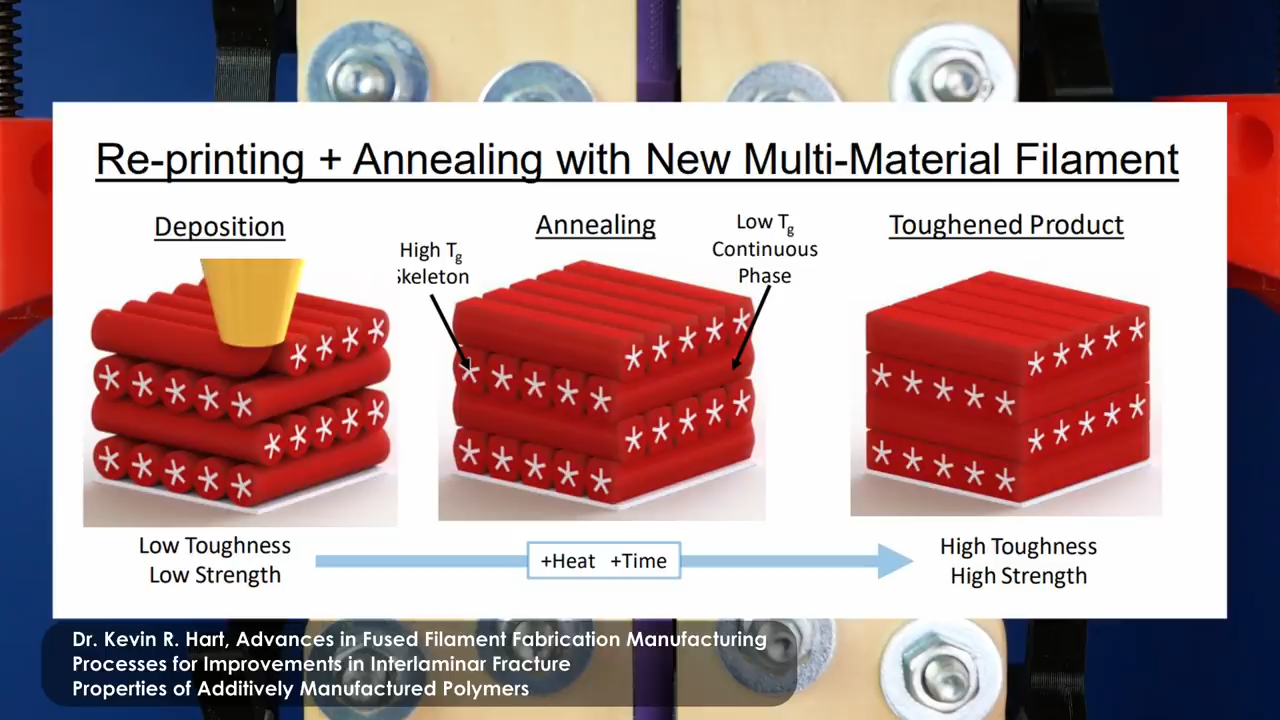 Re-printing + Annealing with New Multi-Material Filament
Deposition
Annealing
Toughened Product
High Tg
Skeleton
Low Tg
Continuous
Phase
Low Toughness
Low Strength
+Heat +Time
High Toughness
High Strength
Dr. Kevin R. Hart, Advances in Fused Filament Fabrication Manufacturing
Processes for Improvements in Interlaminar Fracture
Properties of Additively Manufactured Polymers